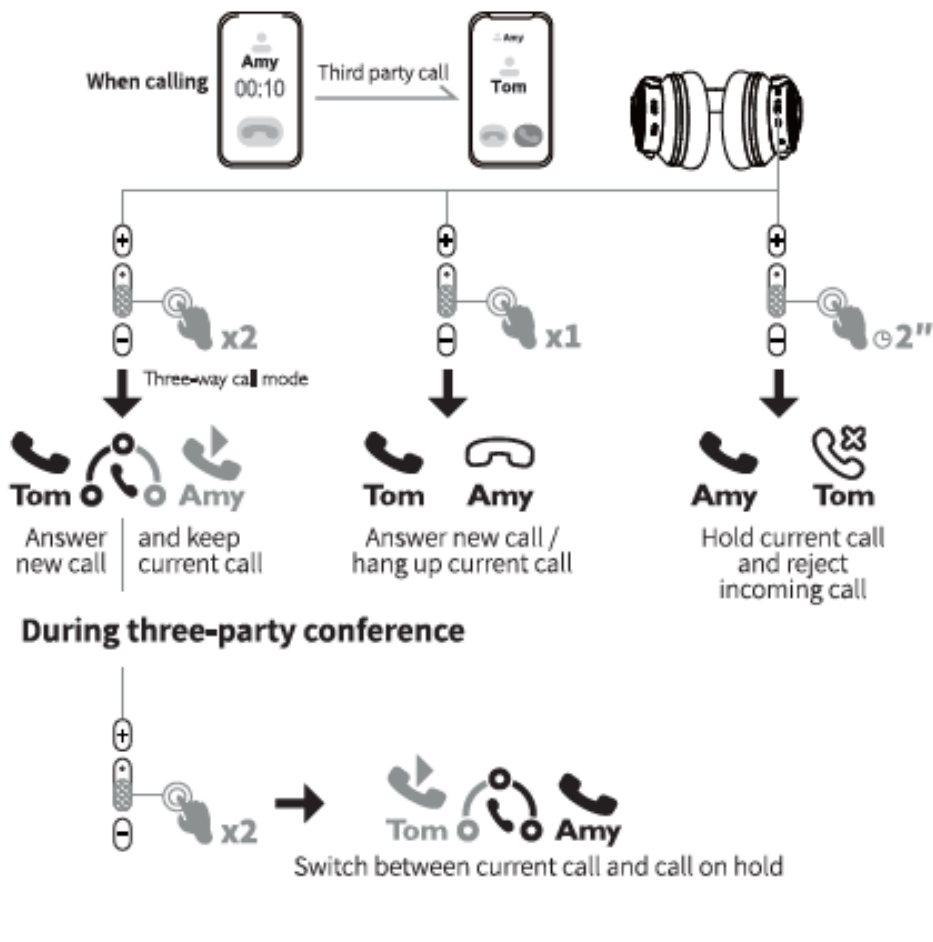 Amy
When calling
Amy
00:10
Third party call
Tom
+
+
+
x2
x1
2"
−
−
−
Three-way call mode
Tom
Amy
Tom
Amy
Amy
Tom
Answer
new call
and keep
current call
Answer new call /
hang up current call
Hold current call
and reject
incoming call
During three-party conference
+
x2
−
Tom
Amy
Switch between current call and call on hold